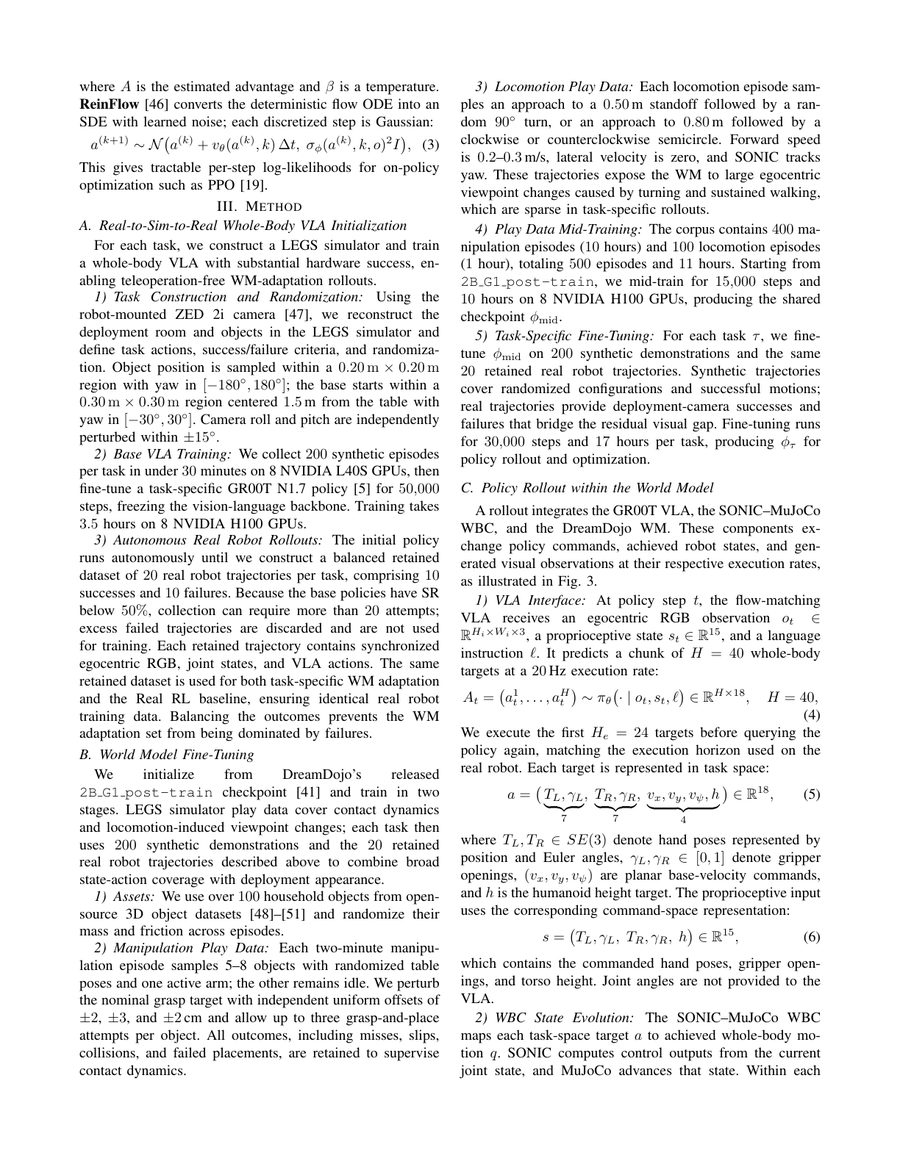 where A is the estimated advantage and β is a temperature.
ReinFlow [46] converts the deterministic flow ODE into an
SDE with learned noise; each discretized step is Gaussian:
a^{(k+1)} ∼ N(a^{(k)} + v_θ(a^{(k)}, k) Δt, σ_ϕ(a^{(k)}, k, o)²I), (3)
This gives tractable per-step log-likelihoods for on-policy
optimization such as PPO [19].
III. METHOD
A. Real-to-Sim-to-Real Whole-Body VLA Initialization
For each task, we construct a LEGS simulator and train
a whole-body VLA with substantial hardware success, en-
abling teleoperation-free WM-adaptation rollouts.
1) Task Construction and Randomization: Using the
robot-mounted ZED 2i camera [47], we reconstruct the
deployment room and objects in the LEGS simulator and
define task actions, success/failure criteria, and randomiza-
tion. Object position is sampled within a 0.20 m × 0.20 m
region with yaw in [−180°, 180°]; the base starts within a
0.30 m × 0.30 m region centered 1.5 m from the table with
yaw in [−30°, 30°]. Camera roll and pitch are independently
perturbed within ±15°.
2) Base VLA Training: We collect 200 synthetic episodes
per task in under 30 minutes on 8 NVIDIA L40S GPUs, then
fine-tune a task-specific GR00T N1.7 policy [5] for 50,000
steps, freezing the vision-language backbone. Training takes
3.5 hours on 8 NVIDIA H100 GPUs.
3) Autonomous Real Robot Rollouts: The initial policy
runs autonomously until we construct a balanced retained
dataset of 20 real robot trajectories per task, comprising 10
successes and 10 failures. Because the base policies have SR
below 50%, collection can require more than 20 attempts;
excess failed trajectories are discarded and are not used
for training. Each retained trajectory contains synchronized
egocentric RGB, joint states, and VLA actions. The same
retained dataset is used for both task-specific WM adaptation
and the Real RL baseline, ensuring identical real robot
training data. Balancing the outcomes prevents the WM
adaptation set from being dominated by failures.
B. World Model Fine-Tuning
We initialize from DreamDojo's released
2B_G1_post-train checkpoint [41] and train in two
stages. LEGS simulator play data cover contact dynamics
and locomotion-induced viewpoint changes; each task then
uses 200 synthetic demonstrations and the 20 retained
real robot trajectories described above to combine broad
state-action coverage with deployment appearance.
1) Assets: We use over 100 household objects from open-
source 3D object datasets [48]–[51] and randomize their
mass and friction across episodes.
2) Manipulation Play Data: Each two-minute manipu-
lation episode samples 5–8 objects with randomized table
poses and one active arm; the other remains idle. We perturb
the nominal grasp target with independent uniform offsets of
±2, ±3, and ±2 cm and allow up to three grasp-and-place
attempts per object. All outcomes, including misses, slips,
collisions, and failed placements, are retained to supervise
contact dynamics.
3) Locomotion Play Data: Each locomotion episode sam-
ples an approach to a 0.50 m standoff followed by a ran-
dom 90° turn, or an approach to 0.80 m followed by a
clockwise or counterclockwise semicircle. Forward speed
is 0.2–0.3 m/s, lateral velocity is zero, and SONIC tracks
yaw. These trajectories expose the WM to large egocentric
viewpoint changes caused by turning and sustained walking,
which are sparse in task-specific rollouts.
4) Play Data Mid-Training: The corpus contains 400 ma-
nipulation episodes (10 hours) and 100 locomotion episodes
(1 hour), totaling 500 episodes and 11 hours. Starting from
2B_G1_post-train, we mid-train for 15,000 steps and
10 hours on 8 NVIDIA H100 GPUs, producing the shared
checkpoint ϕ_mid.
5) Task-Specific Fine-Tuning: For each task τ, we fine-
tune ϕ_mid on 200 synthetic demonstrations and the same
20 retained real robot trajectories. Synthetic trajectories
cover randomized configurations and successful motions;
real trajectories provide deployment-camera successes and
failures that bridge the residual visual gap. Fine-tuning runs
for 30,000 steps and 17 hours per task, producing ϕ_τ for
policy rollout and optimization.
C. Policy Rollout within the World Model
A rollout integrates the GR00T VLA, the SONIC–MuJoCo
WBC, and the DreamDojo WM. These components ex-
change policy commands, achieved robot states, and gen-
erated visual observations at their respective execution rates,
as illustrated in Fig. 3.
1) VLA Interface: At policy step t, the flow-matching
VLA receives an egocentric RGB observation o_t ∈
ℝ^{H_i×W_i×3}, a proprioceptive state s_t ∈ ℝ^{15}, and a language
instruction ℓ. It predicts a chunk of H = 40 whole-body
targets at a 20 Hz execution rate:
A_t = (a_t^1, . . . , a_t^H) ∼ π_θ(· | o_t, s_t, ℓ) ∈ ℝ^{H×18}, H = 40,
(4)
We execute the first H_e = 24 targets before querying the
policy again, matching the execution horizon used on the
real robot. Each target is represented in task space:
a = (T_L, γ_L, T_R, γ_R, v_x, v_y, v_ψ, h) ∈ ℝ^{18}, (5)
7 7 4
where T_L, T_R ∈ SE(3) denote hand poses represented by
position and Euler angles, γ_L, γ_R ∈ [0, 1] denote gripper
openings, (v_x, v_y, v_ψ) are planar base-velocity commands,
and h is the humanoid height target. The proprioceptive input
uses the corresponding command-space representation:
s = (T_L, γ_L, T_R, γ_R, h) ∈ ℝ^{15}, (6)
which contains the commanded hand poses, gripper open-
ings, and torso height. Joint angles are not provided to the
VLA.
2) WBC State Evolution: The SONIC–MuJoCo WBC
maps each task-space target a to achieved whole-body mo-
tion q. SONIC computes control outputs from the current
joint state, and MuJoCo advances that state. Within each